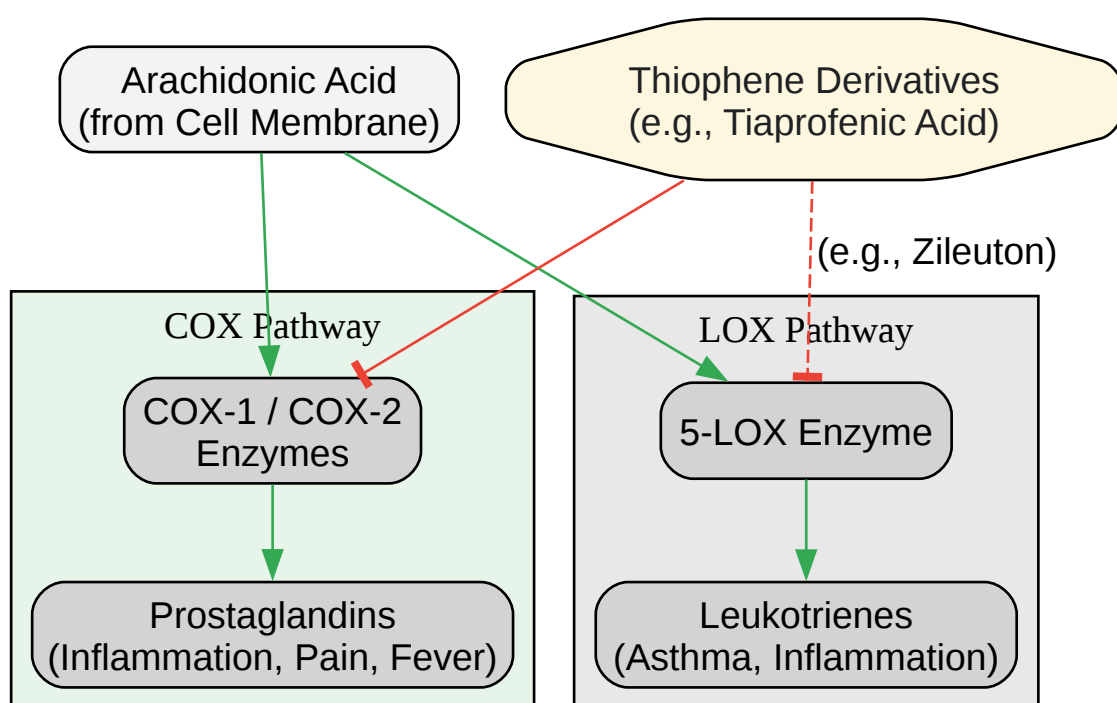 Arachidonic Acid
(from Cell Membrane)
Thiophene Derivatives
(e.g., Tiaprofenic Acid)
(e.g., Zileuton)
COX Pathway
LOX Pathway
COX-1 / COX-2
Enzymes
5-LOX Enzyme
Prostaglandins
(Inflammation, Pain, Fever)
Leukotrienes
(Asthma, Inflammation)